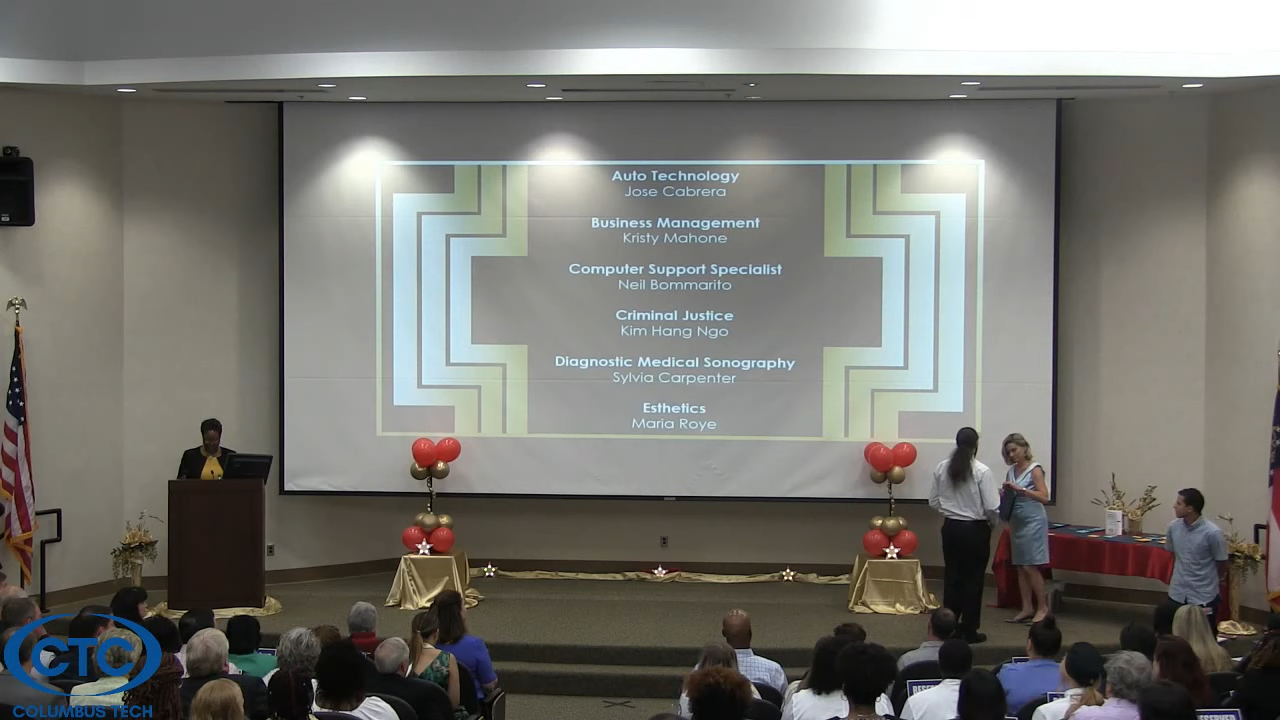 Auto Technology
Jose Cabrera
Business Management
Kristy Mahone
Computer Support Specialist
Neil Bommarito
Criminal Justice
Kim Hang Ngo
Diagnostic Medical Sonography
Sylvia Carpenter
Esthetics
Maria Roye
CTC
COLUMBUS TECH